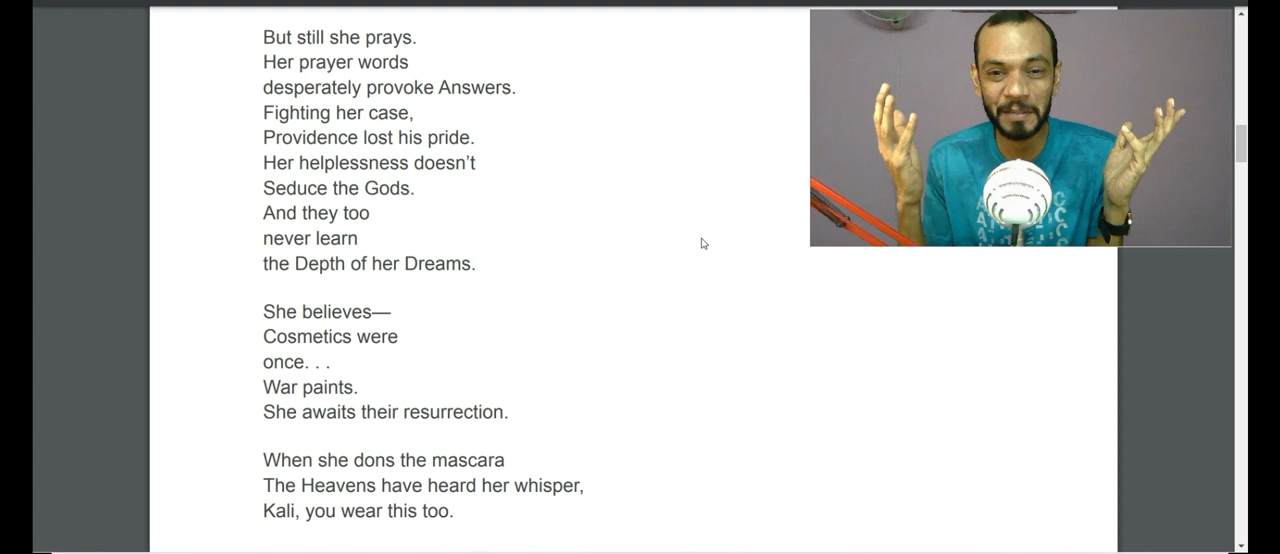 But still she prays.
Her prayer words
desperately provoke Answers.
Fighting her case,
Providence lost his pride.
Her helplessness doesn’t
Seduce the Gods.
And they too
never learn
the Depth of her Dreams.
She believes—
Cosmetics were
once. . .
War paints.
She awaits their resurrection.
When she dons the mascara
The Heavens have heard her whisper,
Kali, you wear this too.